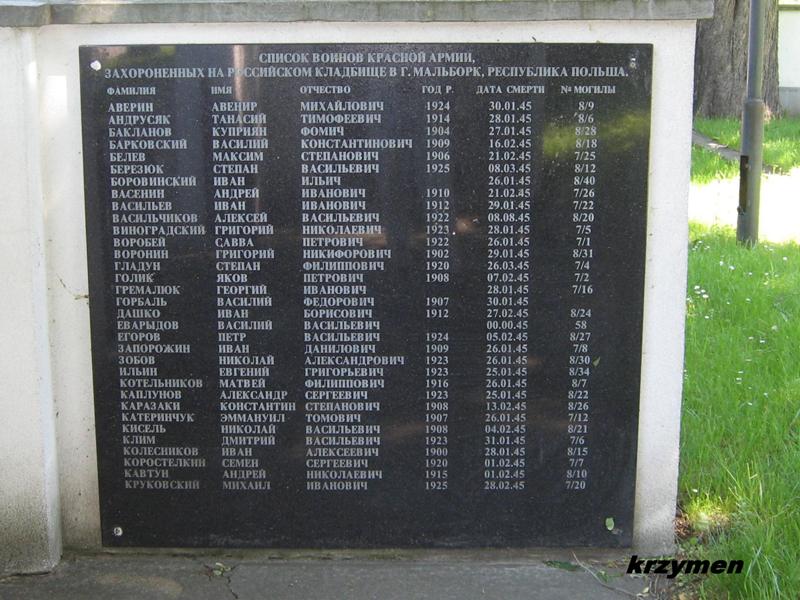 СПИСОК ВОИНОВ КРАСНОЙ АРМИИ,
ЗАХОРОНЕННЫХ НА РОССИЙСКОМ КЛАДБИЩЕ В Г. МАЛЬБОРК, РЕСПУБЛИКА ПОЛЬША.
ФАМИЛИЯ ИМЯ ОТЧЕСТВО ГОД Р. ДАТА СМЕРТИ № МОГИЛЫ
АВЕРИН АВЕНИР МИХАЙЛОВИЧ 1924 30.01.45 8/9
АНДРУСЯК ТАНАСИЙ ТИМОФЕЕВИЧ 1914 28.01.45 8/6
БАКЛАНОВ КУПРИЯН ФОМИЧ 1904 27.01.45 8/28
БАРКОВСКИЙ ВАСИЛИЙ КОНСТАНТИНОВИЧ 1909 16.02.45 8/18
БЕЛЕВ МАКСИМ СТЕПАНОВИЧ 1906 21.02.45 7/25
БЕРЕЗЮК СТЕПАН ВАСИЛЬЕВИЧ 1925 08.03.45 8/12
БОРОВИНСКИЙ ИВАН ИЛЬИЧ 26.01.45 8/40
ВАСЕНИН АНДРЕЙ ИВАНОВИЧ 1910 21.02.45 7/26
ВАСИЛЬЕВ ИВАН ИВАНОВИЧ 1912 29.01.45 7/22
ВАСИЛЬЧИКОВ АЛЕКСЕЙ ВАСИЛЬЕВИЧ 1922 08.08.45 8/20
ВИНОГРАДСКИЙ ГРИГОРИЙ НИКОЛАЕВИЧ 1923 28.01.45 7/5
ВОРОБЕЙ САВВА ПЕТРОВИЧ 1922 26.01.45 7/1
ВОРОНИН ГРИГОРИЙ НИКИФОРОВИЧ 1902 29.01.45 8/31
ГЛАДУН СТЕПАН ФИЛИППОВИЧ 1920 26.03.45 7/4
ГОЛИК ЯКОВ ПЕТРОВИЧ 1908 07.02.45 7/2
ГРЕМАЛЮК ГЕОРГИЙ ИВАНОВИЧ 28.01.45 7/16
ГОРБАЛЬ ВАСИЛИЙ ФЕДОРОВИЧ 1907 30.01.45
ДАШКО ИВАН БОРИСОВИЧ 1912 27.02.45 8/24
ЕВАРЫДОВ ВАСИЛИЙ ВАСИЛЬЕВИЧ 00.00.45 58
ЕГОРОВ ПЕТР ВАСИЛЬЕВИЧ 1924 05.02.45 8/27
ЗАПОРОЖИН ИВАН ДАНИЛОВИЧ 1909 26.01.45 7/8
ЗОБОВ НИКОЛАЙ АЛЕКСАНДРОВИЧ 1923 26.01.45 8/30
ИЛЬИН ЕВГЕНИЙ ГРИГОРЬЕВИЧ 1923 25.01.45 8/34
КОТЕЛЬНИКОВ МАТВЕЙ ФИЛИППОВИЧ 1916 26.01.45 8/7
КАПЛУНОВ АЛЕКСАНДР СЕРГЕЕВИЧ 1923 25.01.45 8/22
КАРАЗАКИ КОНСТАНТИН СТЕПАНОВИЧ 1908 13.02.45 8/26
КАТЕРИНЧУК ЭММАНУИЛ ТОМОВИЧ 1907 26.01.45 7/12
КИСЕЛЬ НИКОЛАЙ ВАСИЛЬЕВИЧ 1908 04.02.45 8/21
КЛИМ ДМИТРИЙ ВАСИЛЬЕВИЧ 1923 31.01.45 7/6
КОЛЕСНИКОВ ИВАН АЛЕКСЕЕВИЧ 1900 28.01.45 8/15
КОРОСТЕЛКИН СЕМЕН СЕРГЕЕВИЧ 1920 01.02.45 7/7
КАВТУН АНДРЕЙ НИКОЛАЕВИЧ 1915 01.02.45 8/10
КРУКОВСКИЙ МИХАИЛ ИВАНОВИЧ 1925 28.02.45 7/20
krzymen